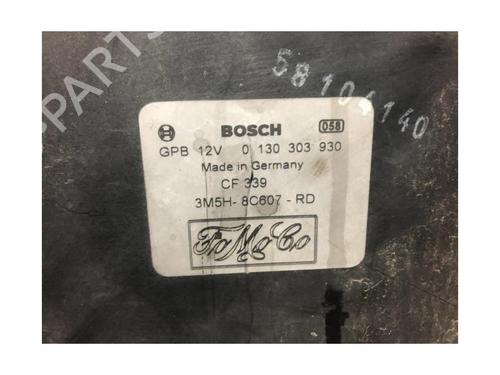 58104140
BOSCH 058
GPB 12V 0 130 303 930
Made in Germany
CF 339
3M5H- 8C607 - RD
FoMoCo